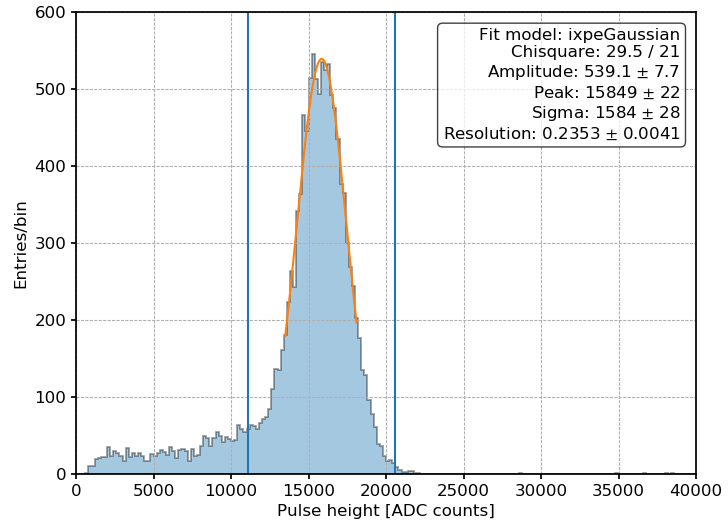 600
500
400
300
200
100
0
Entries/bin
Fit model: ixpeGaussian
Chisquare: 29.5 / 21
Amplitude: 539.1 ± 7.7
Peak: 15849 ± 22
Sigma: 1584 ± 28
Resolution: 0.2353 ± 0.0041
0 5000 10000 15000 20000 25000 30000 35000 40000
Pulse height [ADC counts]